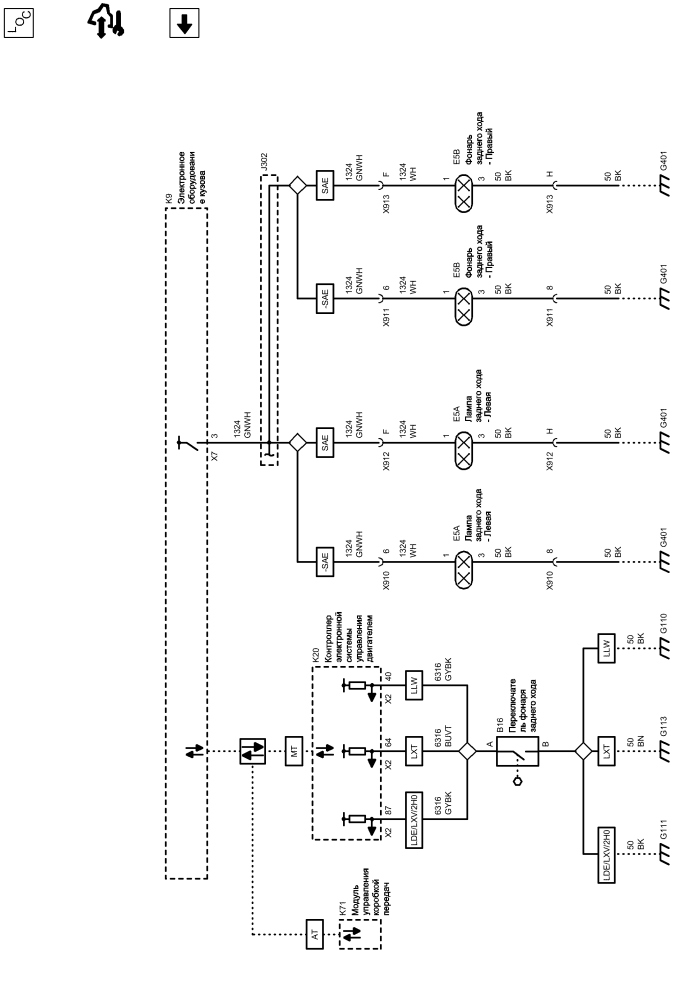 LOC
K9
Электронное
оборудовани
е кузова
X7
3
1324
GNWH
J302
SAE
1324
GNWH
X913
F
1324
WH
1
E5B
Фонарь
заднего хода
- Правый
3
50
BK
X913
H
50
BK
G401
-SAE
1324
GNWH
X911
6
1324
WH
1
E5B
Фонарь
заднего хода
- Правый
3
50
BK
X911
8
50
BK
G401
SAE
1324
GNWH
X912
F
1324
WH
1
E5A
Лампа
заднего хода
- Левая
3
50
BK
X912
H
50
BK
G401
-SAE
1324
GNWH
X910
6
1324
WH
1
E5A
Лампа
заднего хода
- Левая
3
50
BK
X910
8
50
BK
G401
MT
K20
Контроллер
электронной
системы
управления
двигателем
X2
40
LLW
6316
GYBK
X2
64
LXT
6316
BUVT
X2
87
LDE/LXV/2H0
6316
GYBK
A
B16
Переключате
ль фонаря
заднего хода
B
LLW
50
BK
G110
LXT
50
BN
G113
LDE/LXV/2H0
50
BK
G111
AT
K71
Модуль
управления
коробкой
передач